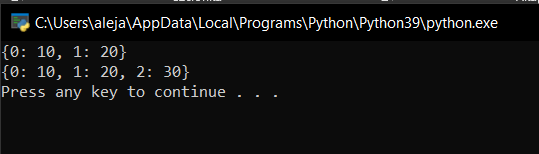 C:\Users\aleja\AppData\Local\Programs\Python\Python39\python.exe
{0: 10, 1: 20}
{0: 10, 1: 20, 2: 30}
Press any key to continue . . .